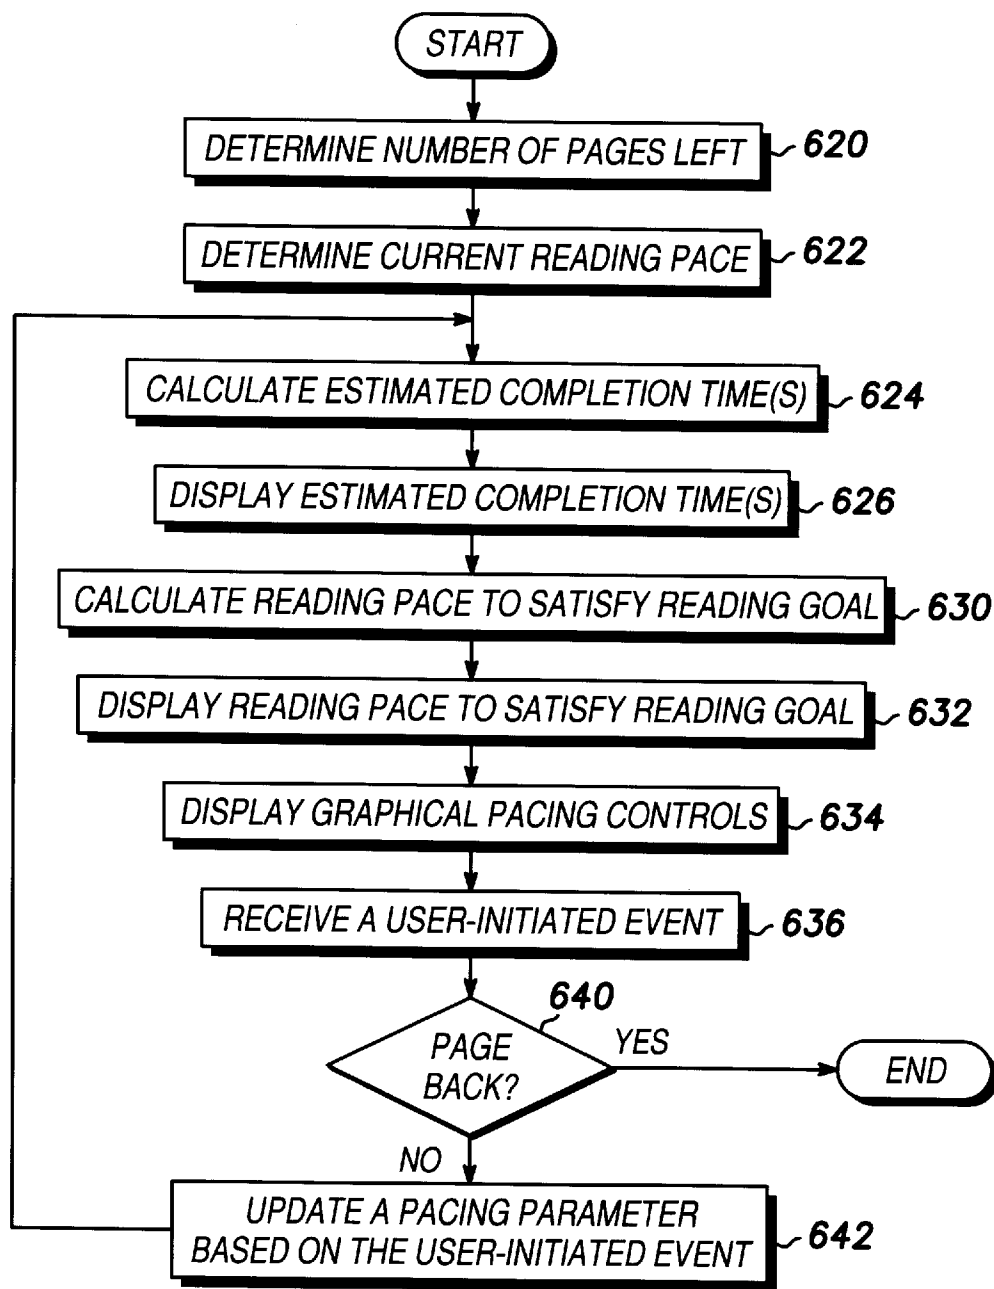 START
DETERMINE NUMBER OF PAGES LEFT
620
DETERMINE CURRENT READING PACE
622
CALCULATE ESTIMATED COMPLETION TIME(S)
624
DISPLAY ESTIMATED COMPLETION TIME(S)
626
CALCULATE READING PACE TO SATISFY READING GOAL
630
DISPLAY READING PACE TO SATISFY READING GOAL
632
DISPLAY GRAPHICAL PACING CONTROLS
634
RECEIVE A USER-INITIATED EVENT
636
640
PAGE
BACK?
YES
END
NO
UPDATE A PACING PARAMETER
BASED ON THE USER-INITIATED EVENT
642